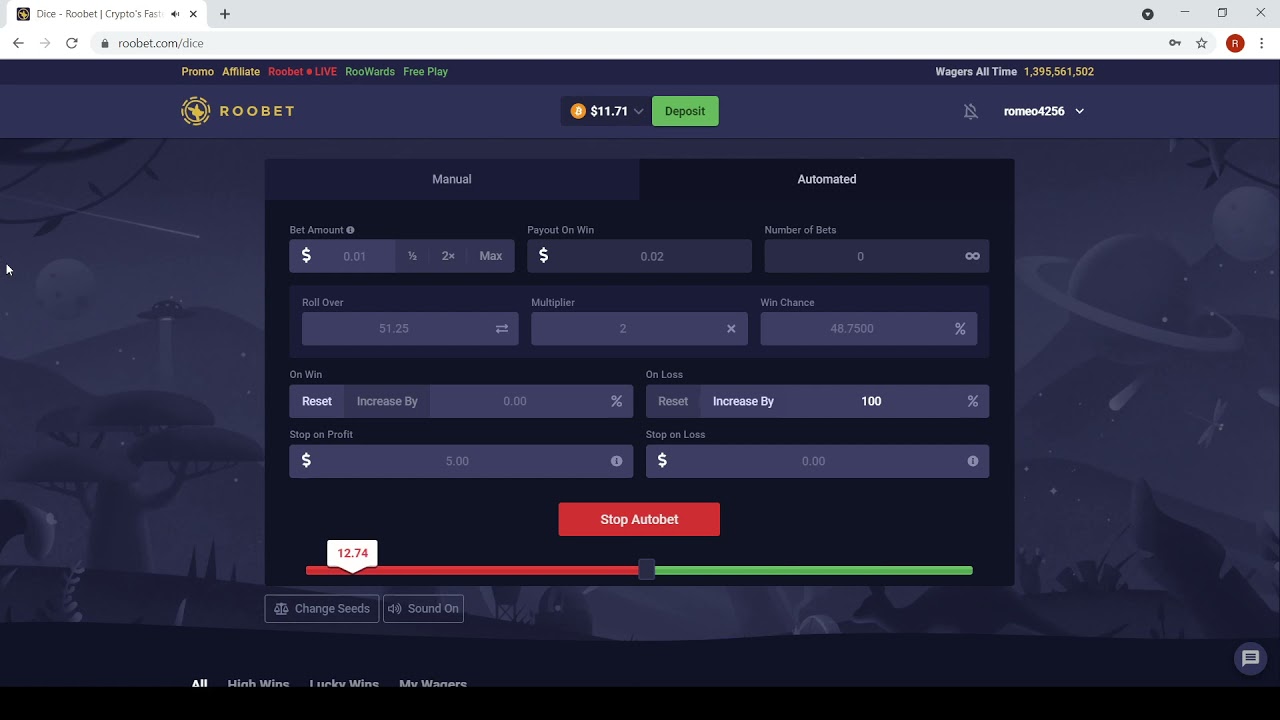 Dice - Roobet | Crypto's Fast
roobet.com/dice
R
Promo Affiliate Roobet LIVE RooWards Free Play
Wagers All Time 1,395,561,502
ROOBET
$11.71
Deposit
romeo4256
Manual
Automated
Bet Amount
Payout On Win
Number of Bets
$ 0.01 ½ 2× Max
$ 0.02
0 ∞
Roll Over
Multiplier
Win Chance
51.25
2 ×
48.7500 %
On Win
On Loss
Reset Increase By 0.00 %
Reset Increase By 100 %
Stop on Profit
Stop on Loss
$ 5.00
$ 0.00
Stop Autobet
12.74
Change Seeds
Sound On
All High Wins Lucky Wins My Wagers